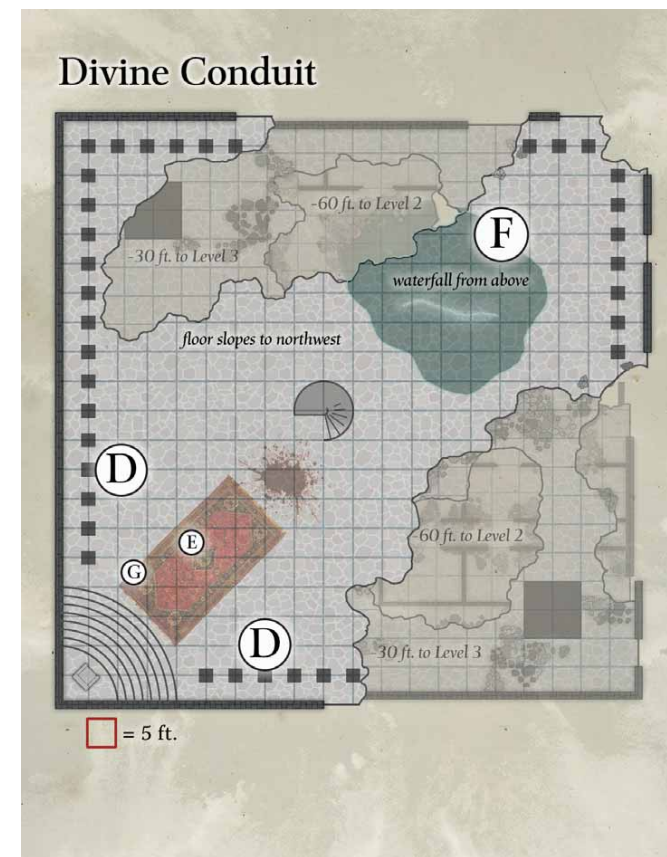 Divine Conduit
-60 ft. to Level 2
F
-30 ft. to Level 3
waterfall from above
floor slopes to northwest
D
-60 ft. to Level 2
E
G
D
30 ft. to Level 3
= 5 ft.